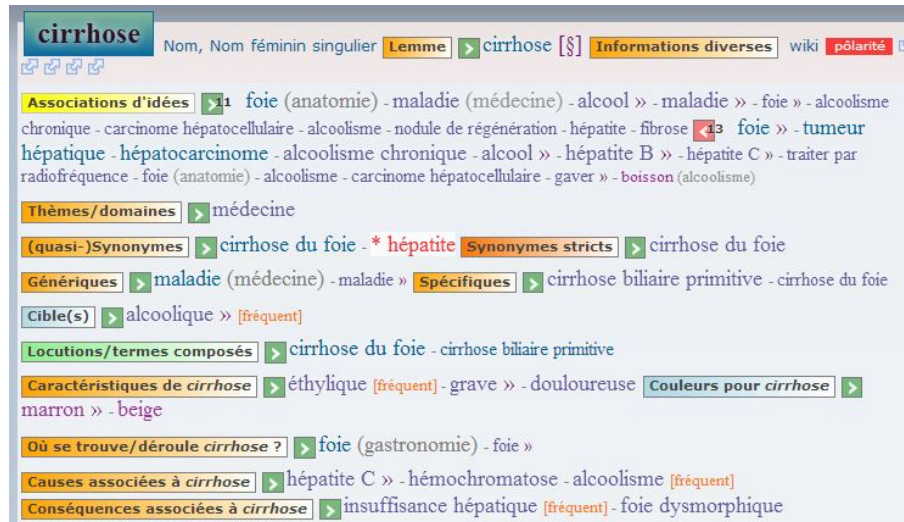 cirrhose Nom, Nom féminin singulier Lemme > cirrhose [§] Informations diverses wiki pôlarité
Associations d'idées > 11 foie (anatomie) - maladie (médecine) - alcool » - maladie » - foie » - alcoolisme
chronique - carcinome hépatocellulaire - alcoolisme - nodule de régénération - hépatite - fibrose < 13 foie » - tumeur
hépatique - hépatocarcinome - alcoolisme chronique - alcool » - hépatite B » - hépatite C » - traiter par
radiofréquence - foie (anatomie) - alcoolisme - carcinome hépatocellulaire - gaver » - boisson (alcoolisme)
Thèmes/domaines > médecine
(quasi-)Synonymes > cirrhose du foie - * hépatite Synonymes stricts > cirrhose du foie
Génériques > maladie (médecine) - maladie » Spécifiques > cirrhose biliaire primitive - cirrhose du foie
Cible(s) > alcoolique » [fréquent]
Locutions/termes composés > cirrhose du foie - cirrhose biliaire primitive
Caractéristiques de cirrhose > éthylique [fréquent] - grave » - douloureuse Couleurs pour cirrhose >
marron » - beige
Où se trouve/déroule cirrhose ? > foie (gastronomie) - foie »
Causes associées à cirrhose > hépatite C » - hémochromatose - alcoolisme [fréquent]
Conséquences associées à cirrhose > insuffisance hépatique [fréquent] - foie dysmorphique